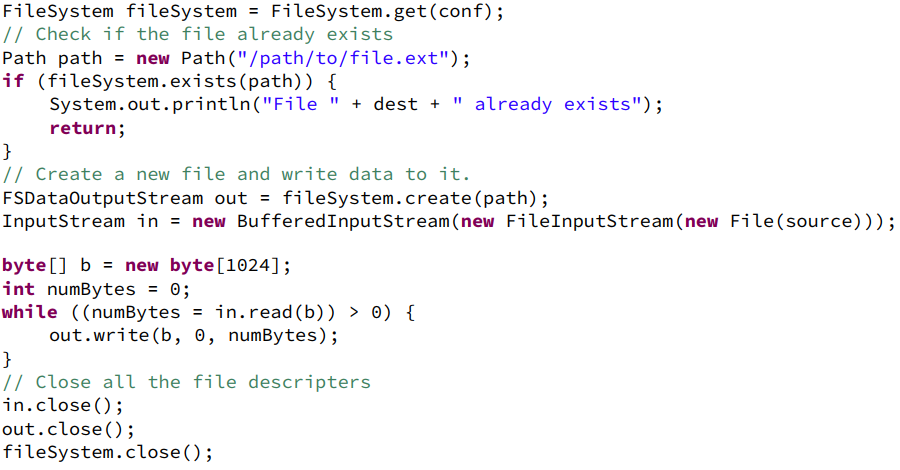 FileSystem fileSystem = FileSystem.get(conf);
// Check if the file already exists
Path path = new Path("/path/to/file.ext");
if (fileSystem.exists(path)) {
    System.out.println("File " + dest + " already exists");
    return;
}
// Create a new file and write data to it.
FSDataOutputStream out = fileSystem.create(path);
InputStream in = new BufferedInputStream(new FileInputStream(new File(source)));

byte[] b = new byte[1024];
int numBytes = 0;
while ((numBytes = in.read(b)) > 0) {
    out.write(b, 0, numBytes);
}
// Close all the file descripters
in.close();
out.close();
fileSystem.close();